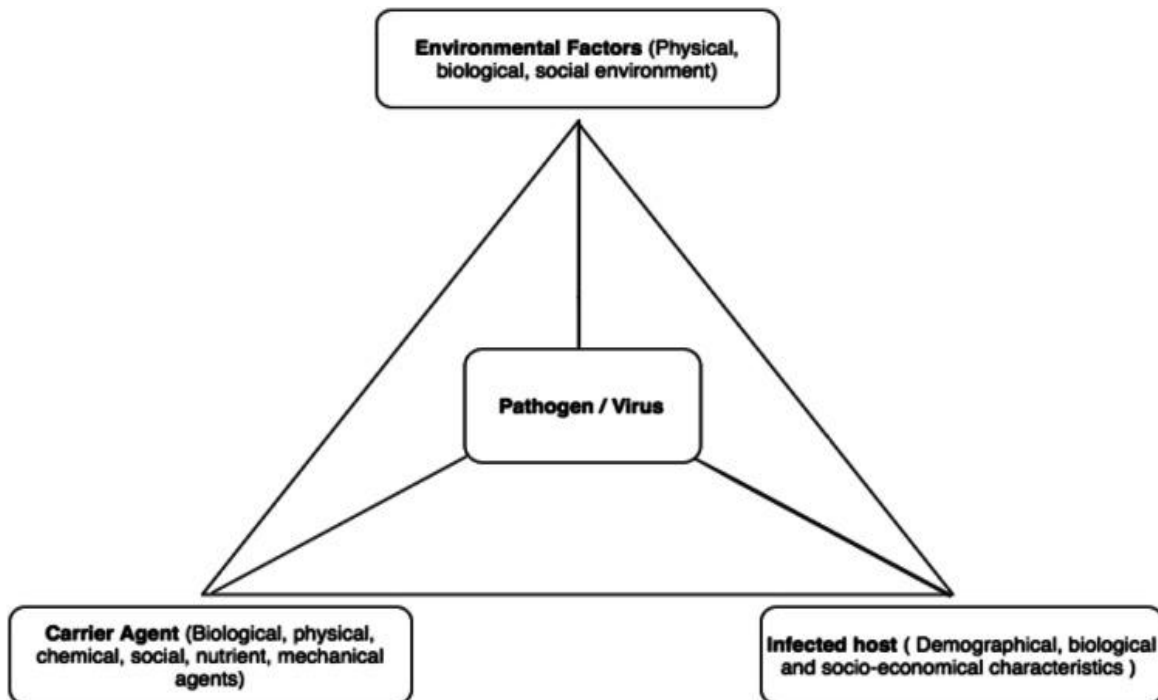 Environmental Factors (Physical,
biological, social environment)
Pathogen / Virus
Carrier Agent (Biological, physical,
chemical, social, nutrient, mechanical
agents)
Infected host ( Demographical, biological
and socio-economical characteristics )